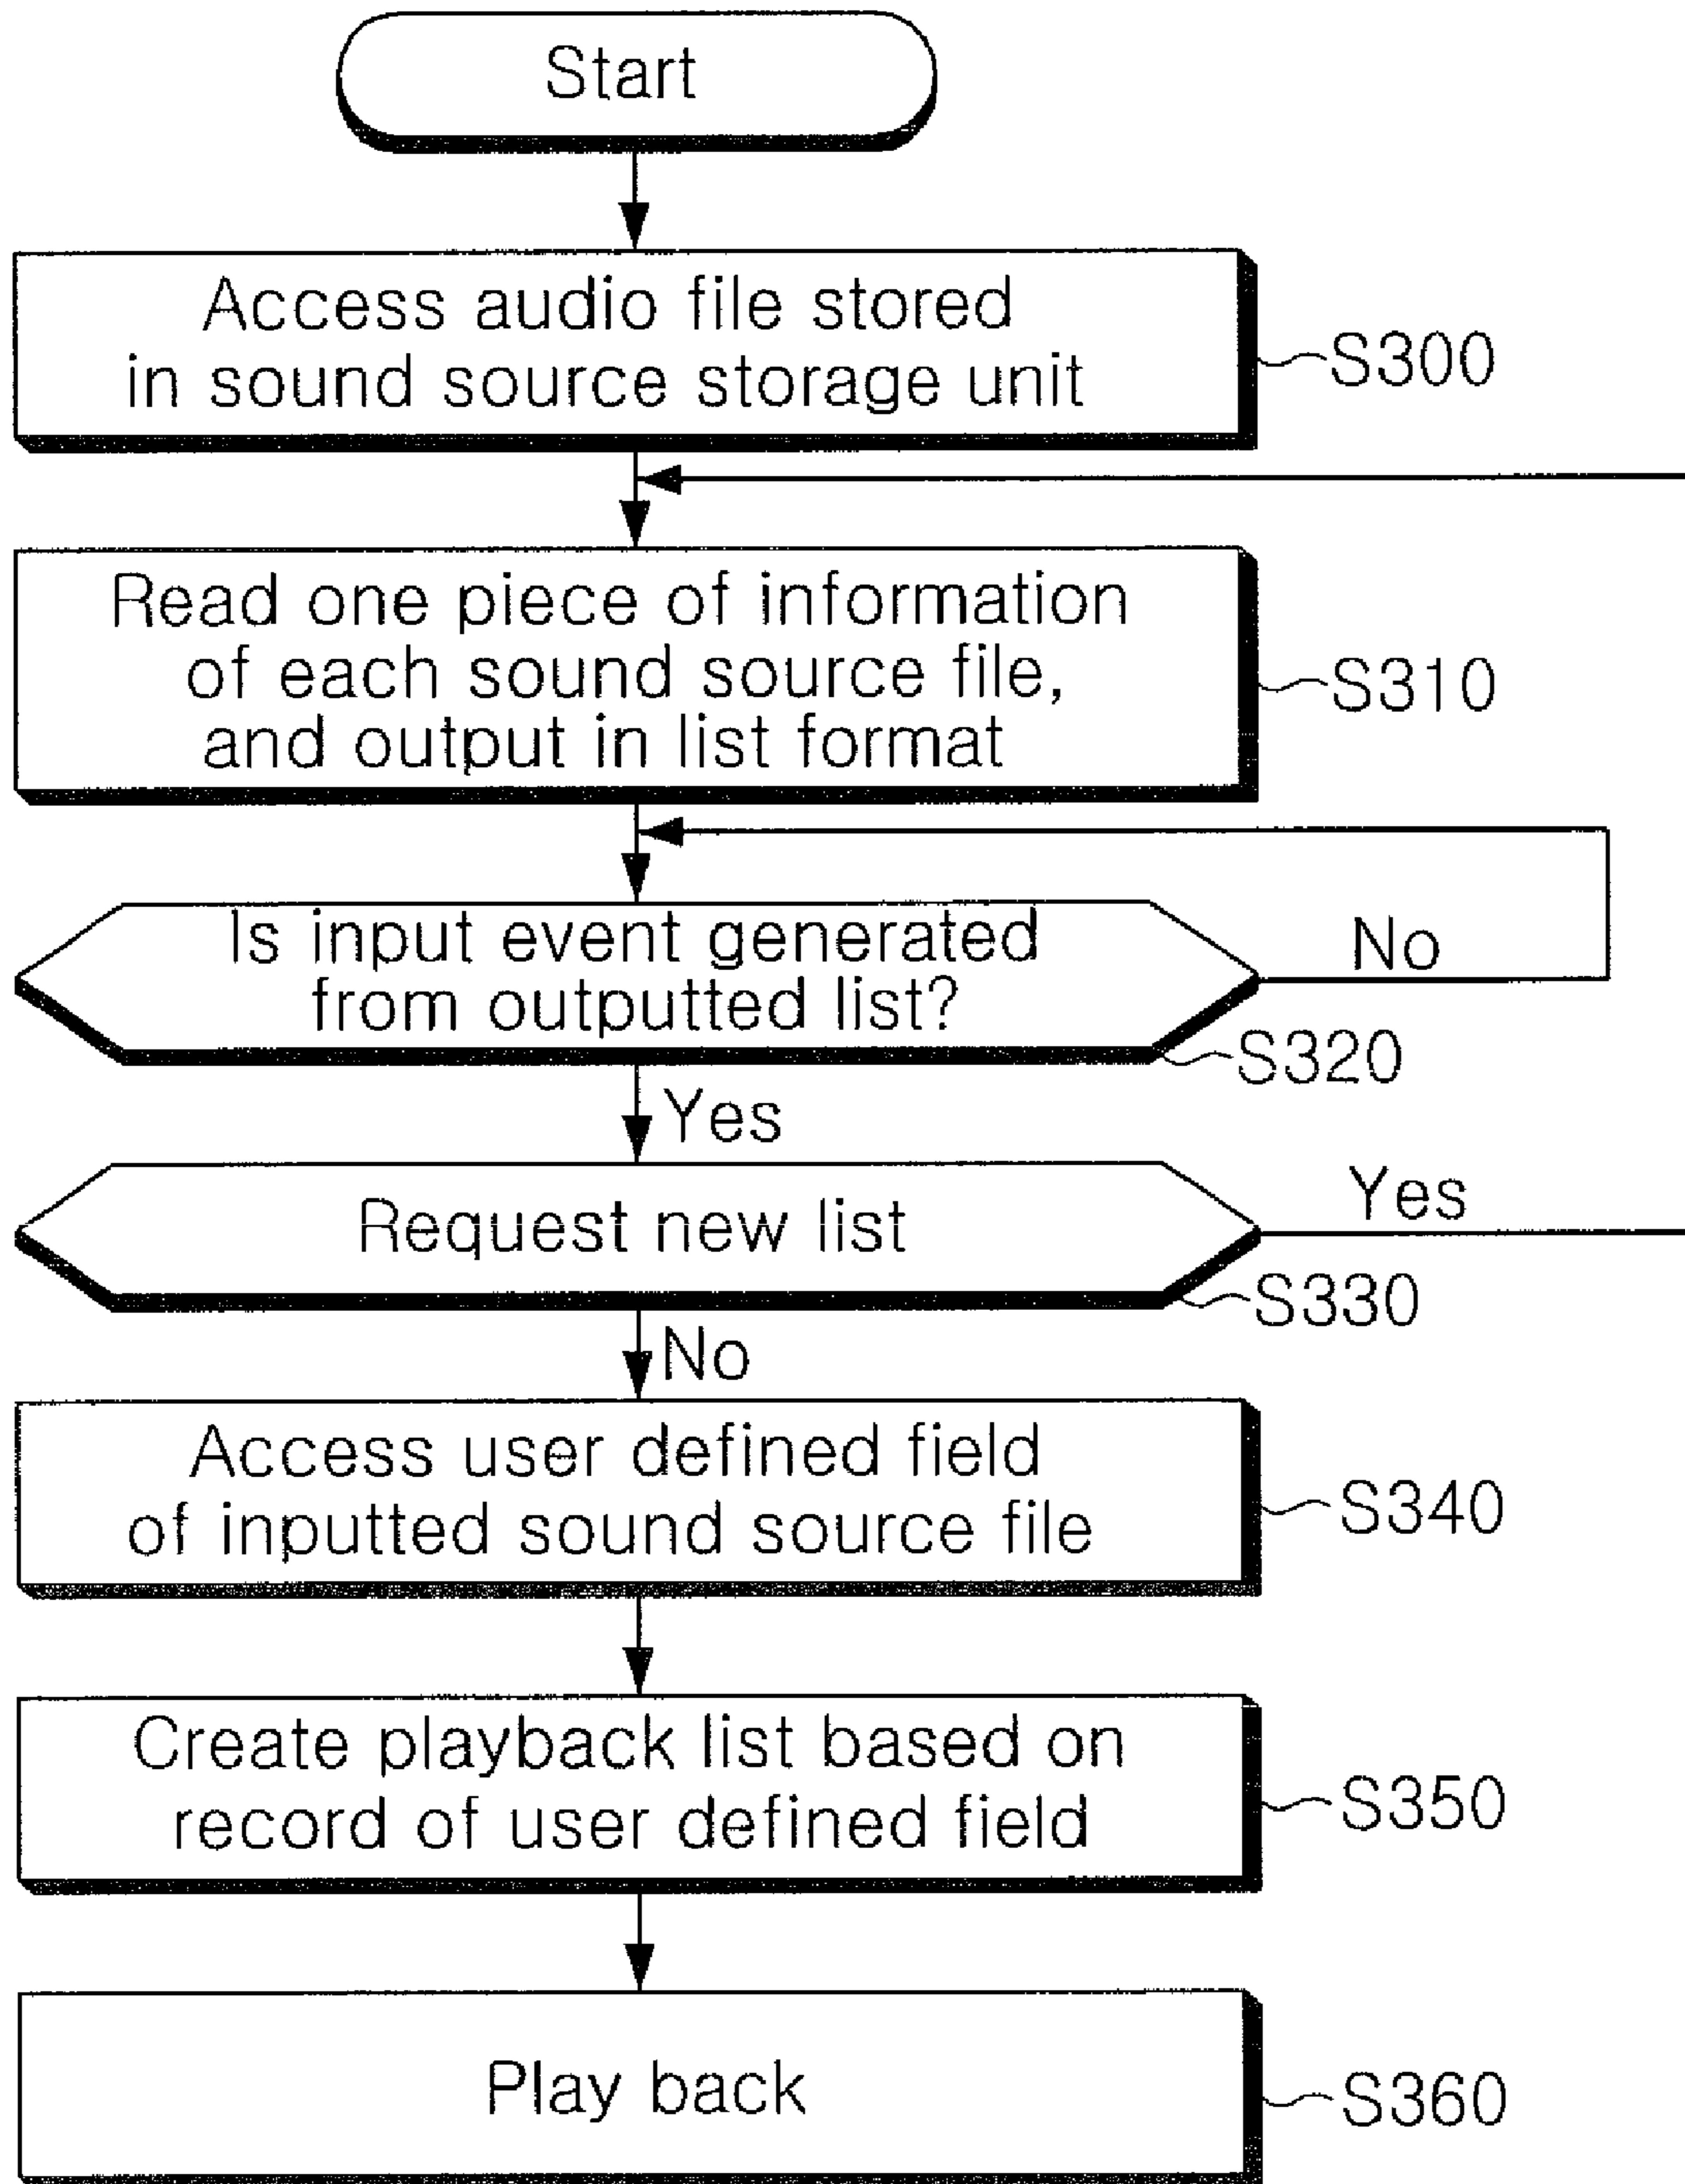 Start
Access audio file stored
in sound source storage unit
S300
Read one piece of information
of each sound source file,
and output in list format
S310
Is input event generated
from outputted list?
No
S320
Yes
Request new list
Yes
S330
No
Access user defined field
of inputted sound source file
S340
Create playback list based on
record of user defined field
S350
Play back
S360